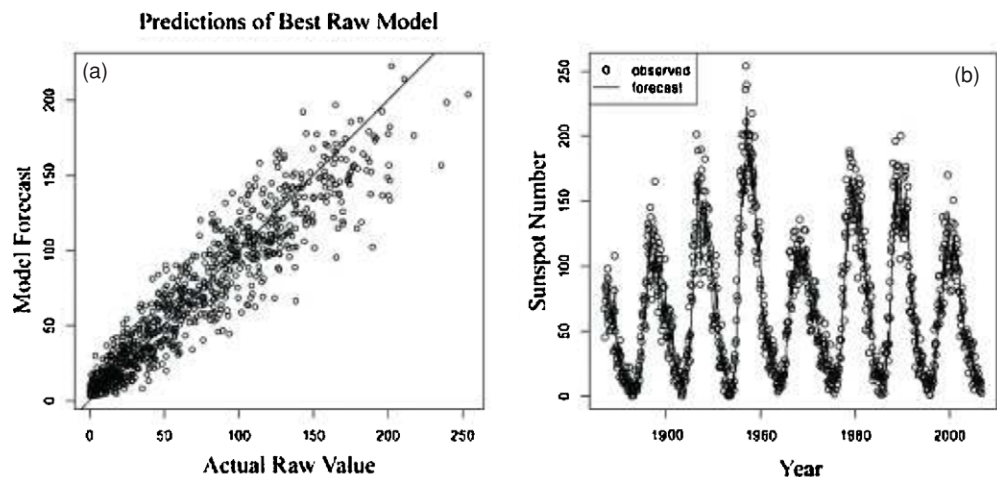 Predictions of Best Raw Model
(a)
Model Forecast
200
150
100
50
0
0 50 100 150 200 250
Actual Raw Value
(b)
observed
forecast
Sunspot Number
250
200
150
100
50
0
1900 1960 1980 2000
Year